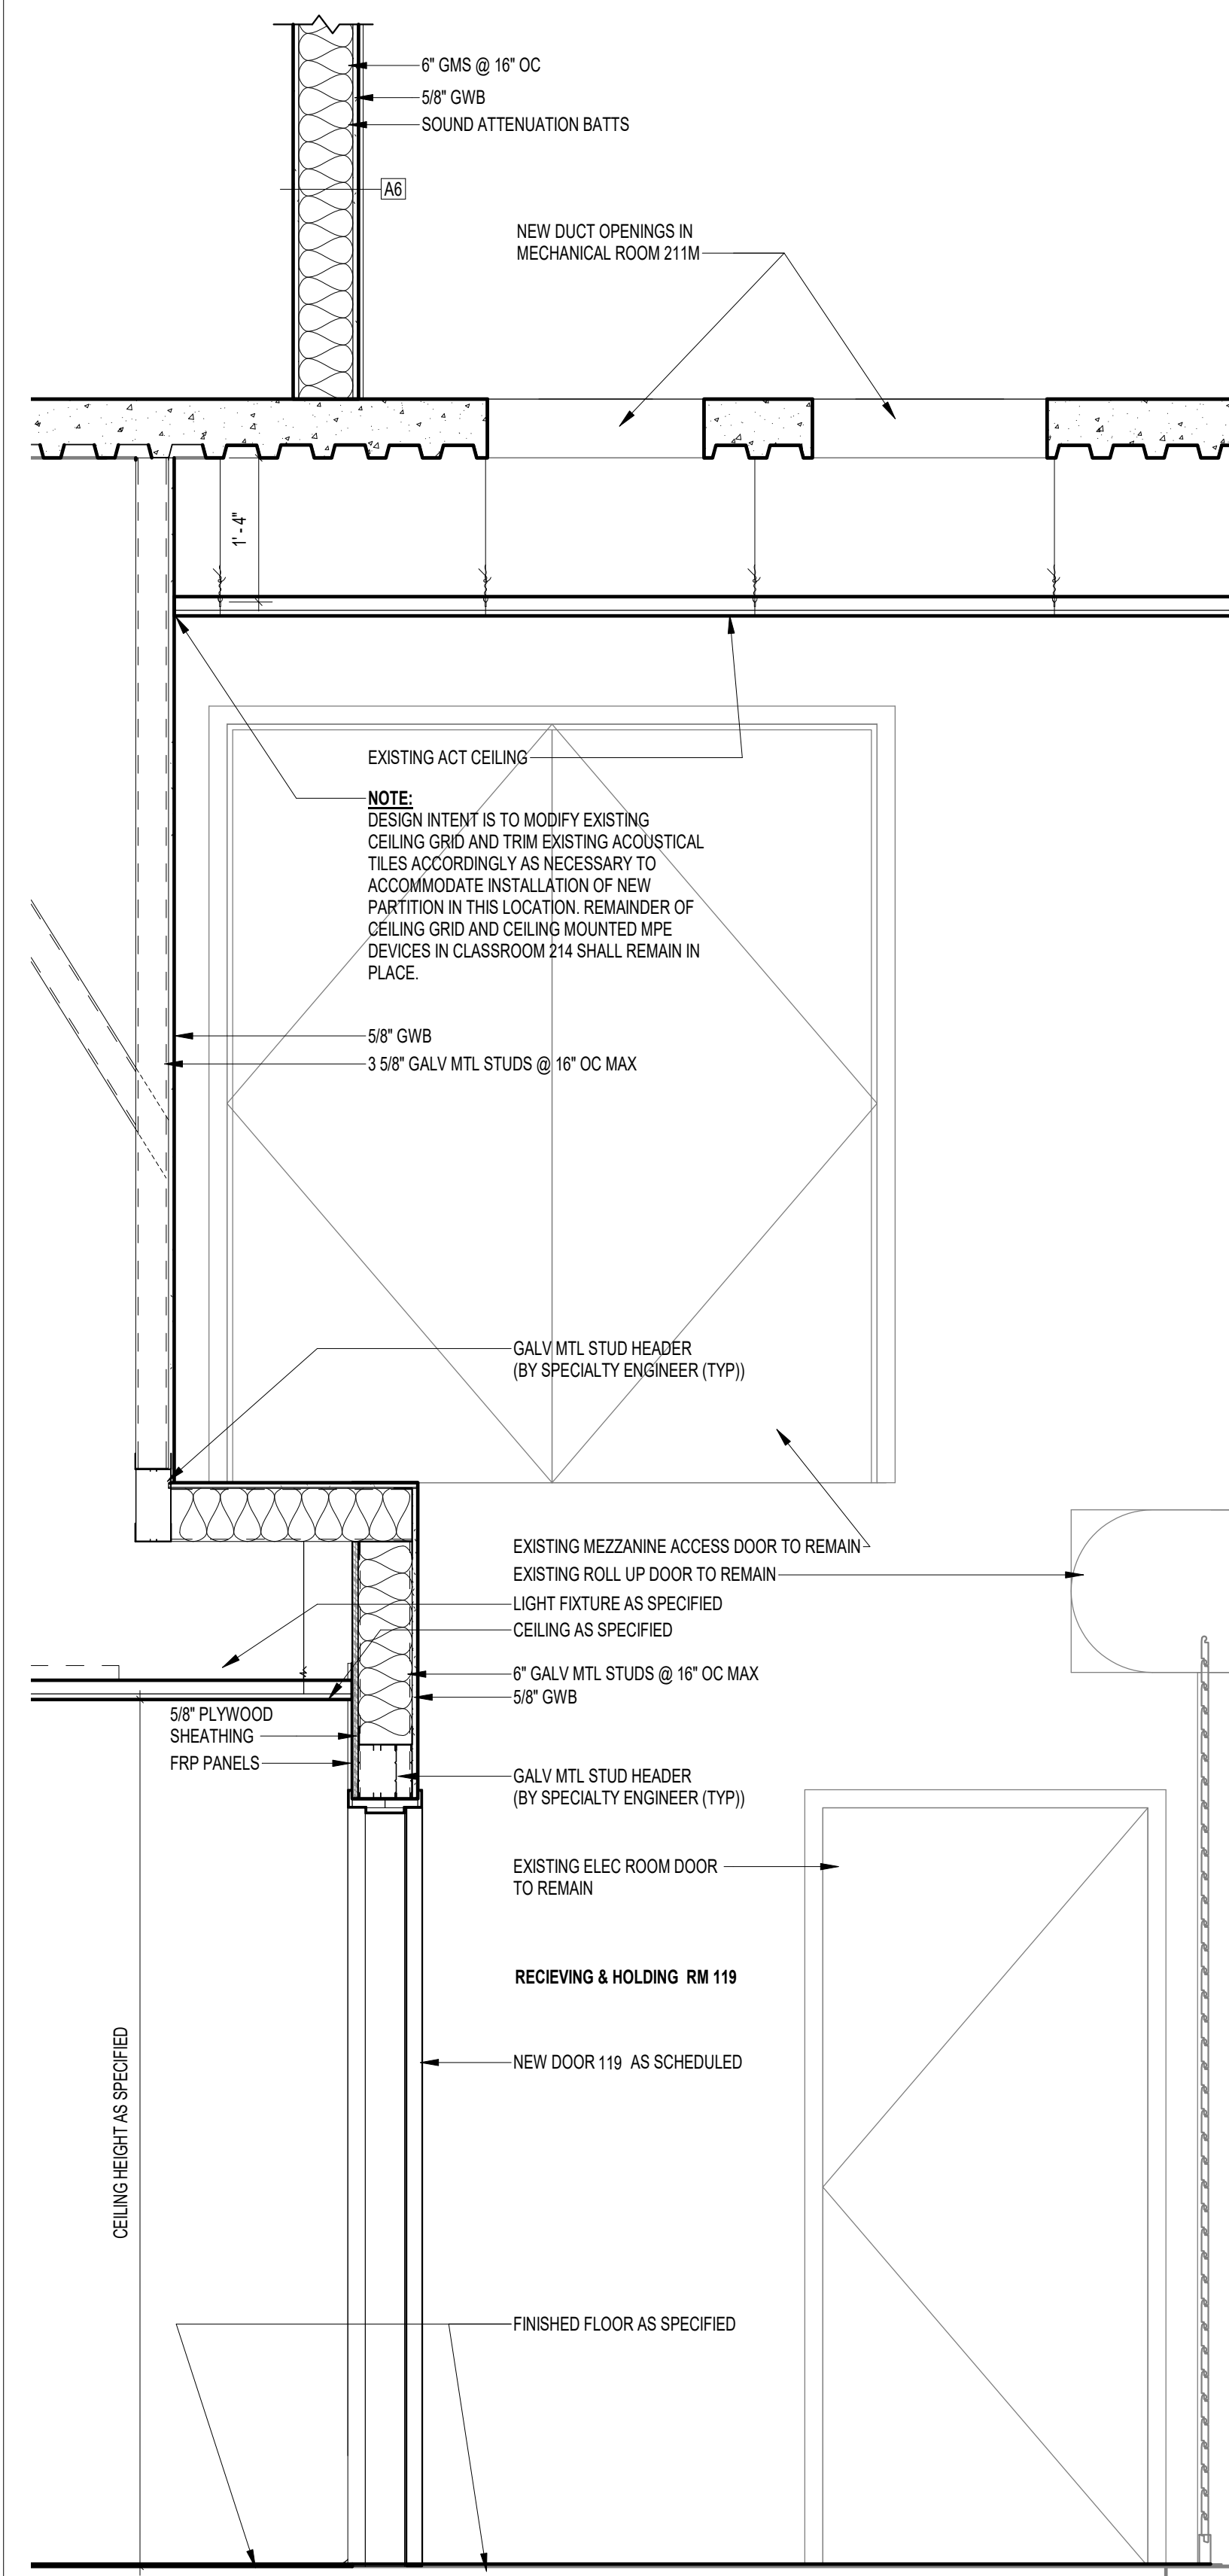 6" GMS @ 16" OC
5/8" GWB
SOUND ATTENUATION BATTS
A6
NEW DUCT OPENINGS IN
MECHANICAL ROOM 211M
1' - 4"
EXISTING ACT CEILING
NOTE:
DESIGN INTENT IS TO MODIFY EXISTING
CEILING GRID AND TRIM EXISTING ACOUSTICAL
TILES ACCORDINGLY AS NECESSARY TO
ACCOMMODATE INSTALLATION OF NEW
PARTITION IN THIS LOCATION. REMAINDER OF
CEILING GRID AND CEILING MOUNTED MPE
DEVICES IN CLASSROOM 214 SHALL REMAIN IN
PLACE.
5/8" GWB
3 5/8" GALV MTL STUDS @ 16" OC MAX
GALV MTL STUD HEADER
(BY SPECIALTY ENGINEER (TYP))
EXISTING MEZZANINE ACCESS DOOR TO REMAIN
EXISTING ROLL UP DOOR TO REMAIN
LIGHT FIXTURE AS SPECIFIED
CEILING AS SPECIFIED
6" GALV MTL STUDS @ 16" OC MAX
5/8" GWB
5/8" PLYWOOD
SHEATHING
FRP PANELS
GALV MTL STUD HEADER
(BY SPECIALTY ENGINEER (TYP))
EXISTING ELEC ROOM DOOR
TO REMAIN
RECIEVING & HOLDING RM 119
NEW DOOR 119 AS SCHEDULED
CEILING HEIGHT AS SPECIFIED
FINISHED FLOOR AS SPECIFIED